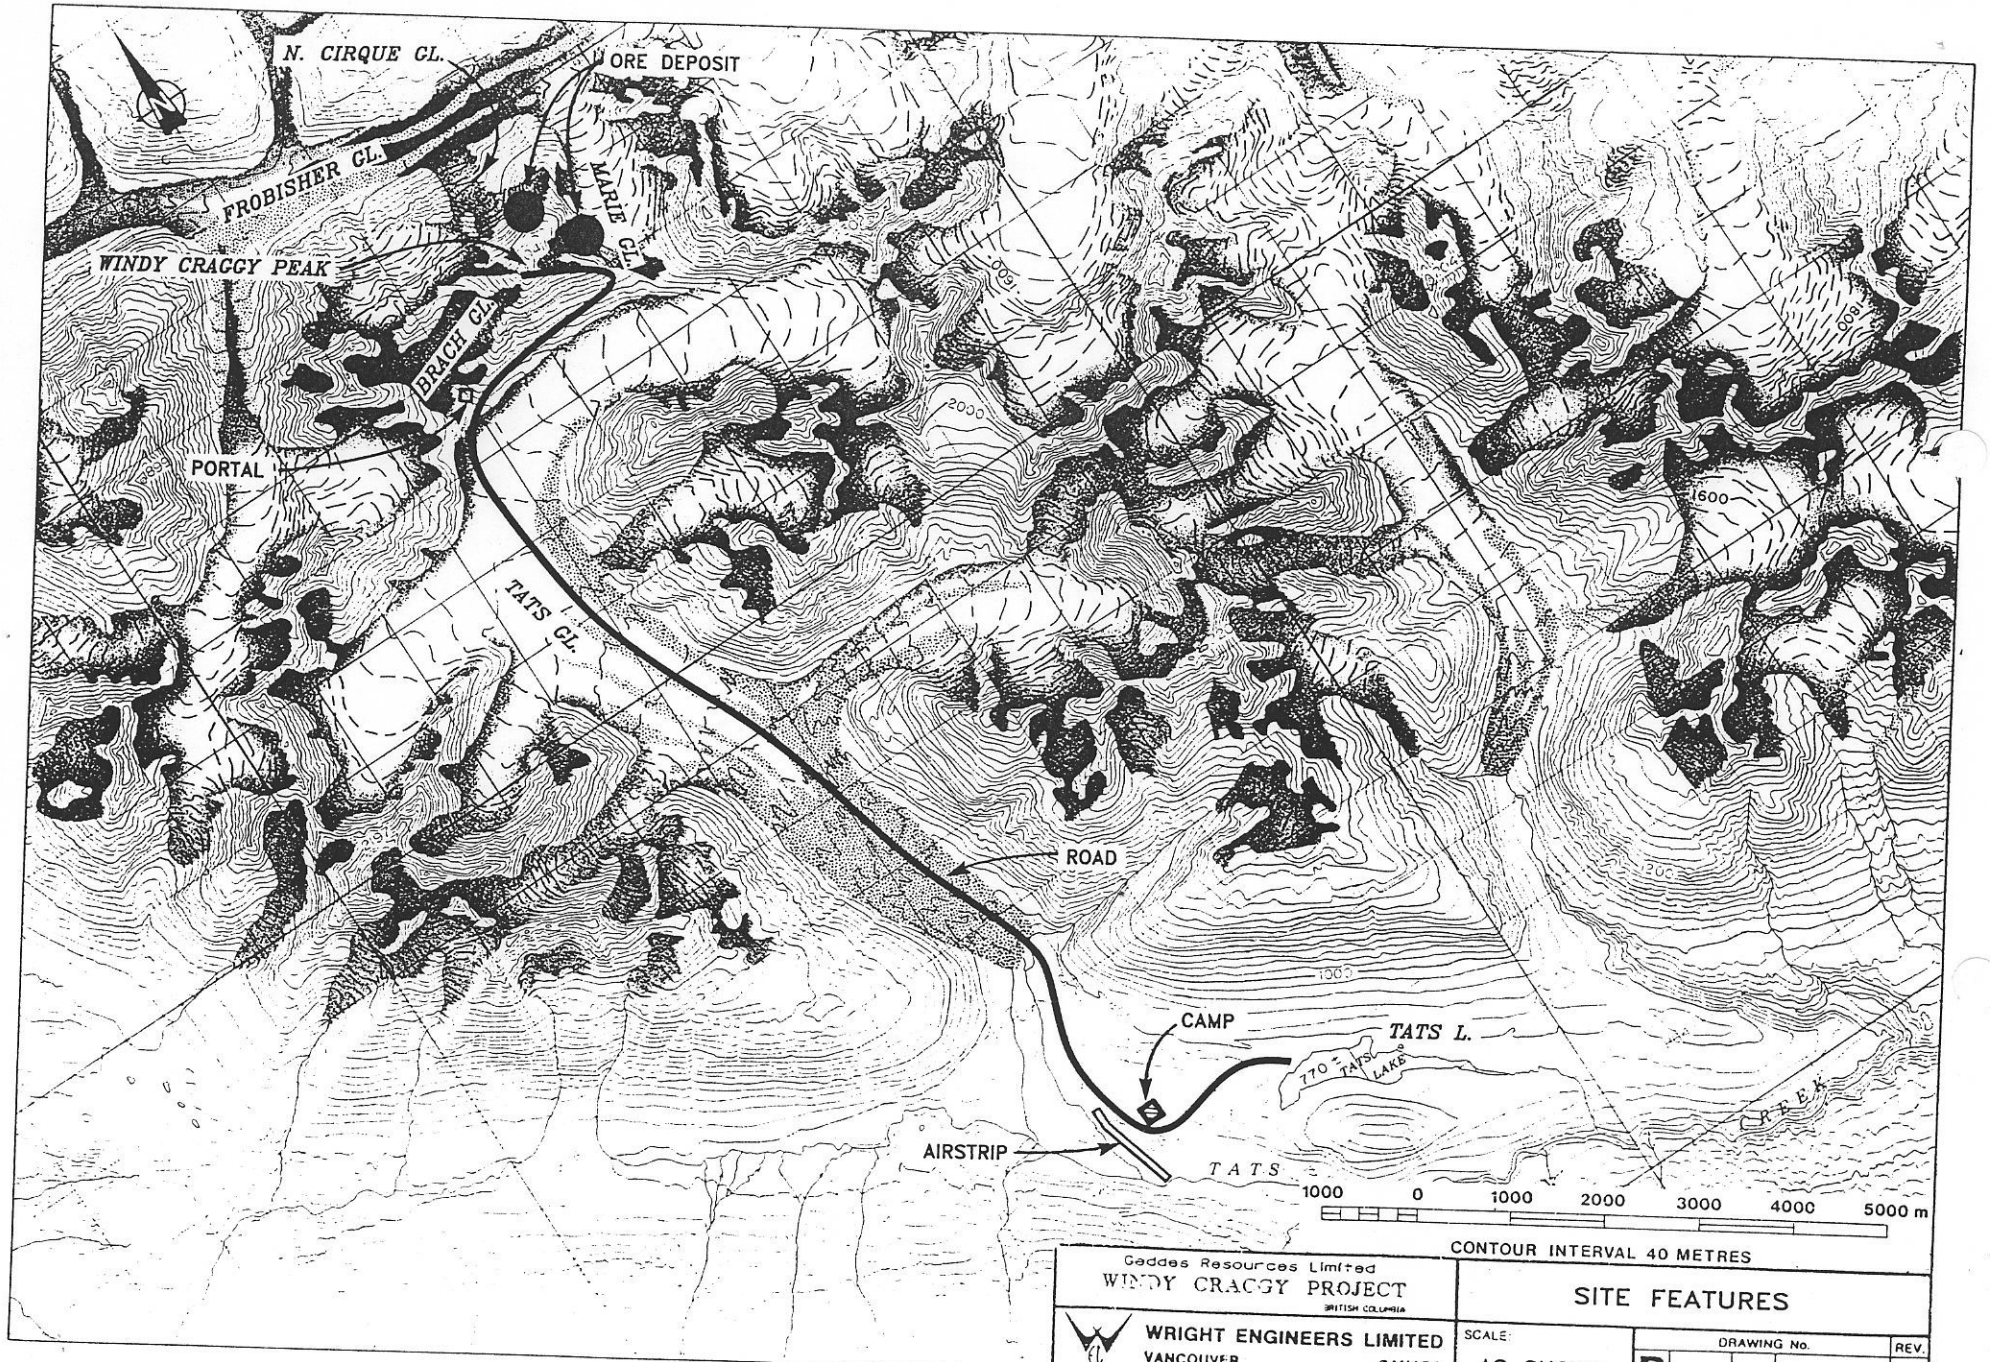 N. CIRQUE GL.
ORE DEPOSIT
N
FROBISHER GL.
MARIE GL.
WINDY CRAGGY PEAK
BRACH GL.
PORTAL
2000
1600
1800
TATS GL.
ROAD
1000
CAMP
TATS L.
770 ±
TATS
LAKE
CREEK
AIRSTRIP
TATS
1000 0 1000 2000 3000 4000 5000 m
CONTOUR INTERVAL 40 METRES
Geddes Resources Limited
WINDY CRAGGY PROJECT
BRITISH COLUMBIA
SITE FEATURES
WRIGHT ENGINEERS LIMITED
VANCOUVER
SCALE:
DRAWING No.
REV.